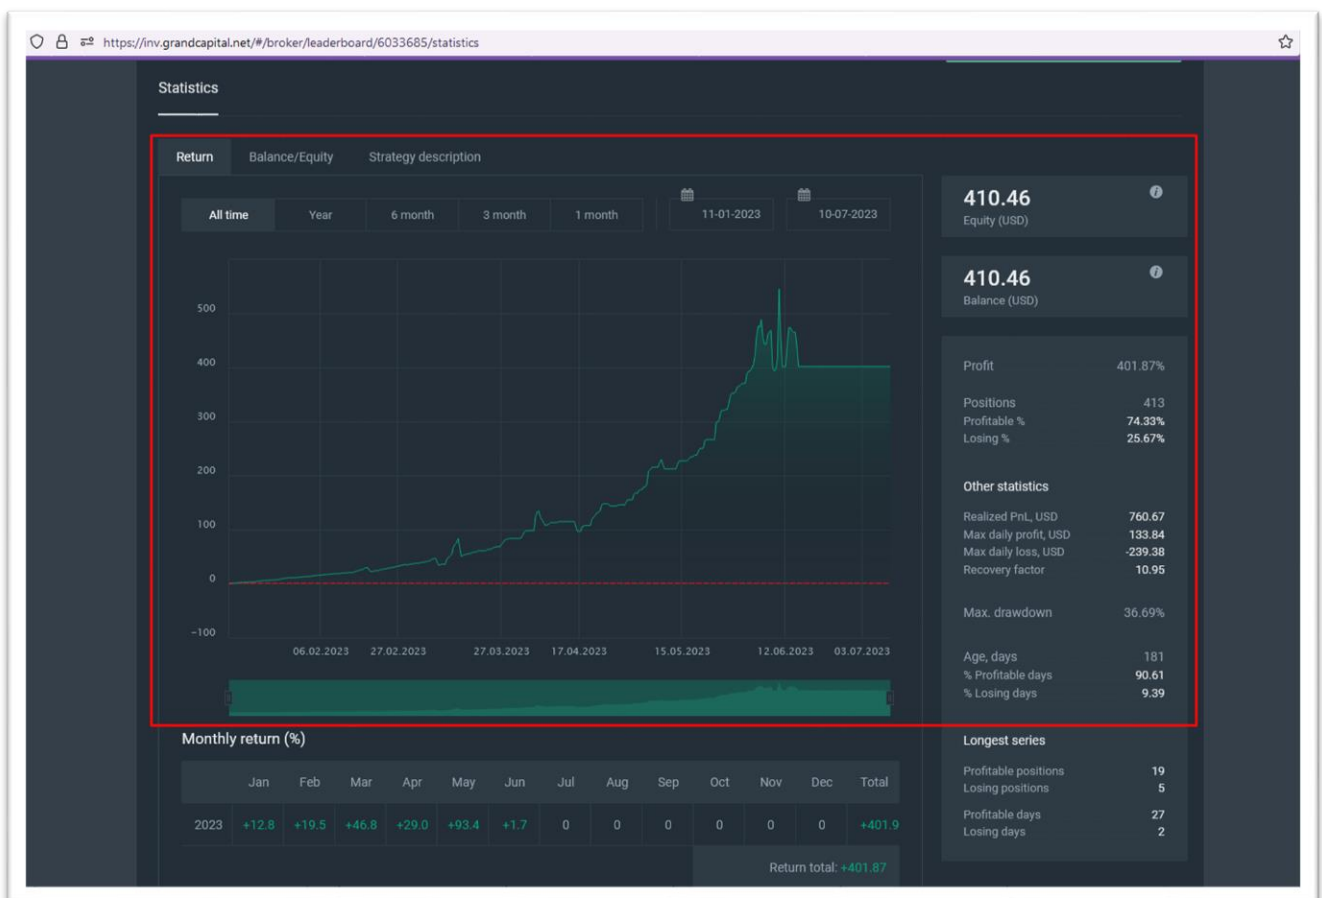 https://inv.grandcapital.net/#/broker/leaderboard/6033685/statistics
Statistics
Return Balance/Equity Strategy description
All time Year 6 month 3 month 1 month 11-01-2023 10-07-2023
500
400
300
200
100
0
-100
06.02.2023 27.02.2023 27.03.2023 17.04.2023 15.05.2023 12.06.2023 03.07.2023
410.46
Equity (USD)
410.46
Balance (USD)
Profit 401.87%
Positions 413
Profitable % 74.33%
Losing % 25.67%
Other statistics
Realized PnL, USD 760.67
Max daily profit, USD 133.84
Max daily loss, USD -239.38
Recovery factor 10.95
Max. drawdown 36.69%
Age, days 181
% Profitable days 90.61
% Losing days 9.39
Monthly return (%)
Jan Feb Mar Apr May Jun Jul Aug Sep Oct Nov Dec Total
2023 +12.8 +19.5 +46.8 +29.0 +93.4 +1.7 0 0 0 0 0 0 +401.9
Return total: +401.87
Longest series
Profitable positions 19
Losing positions 5
Profitable days 27
Losing days 2